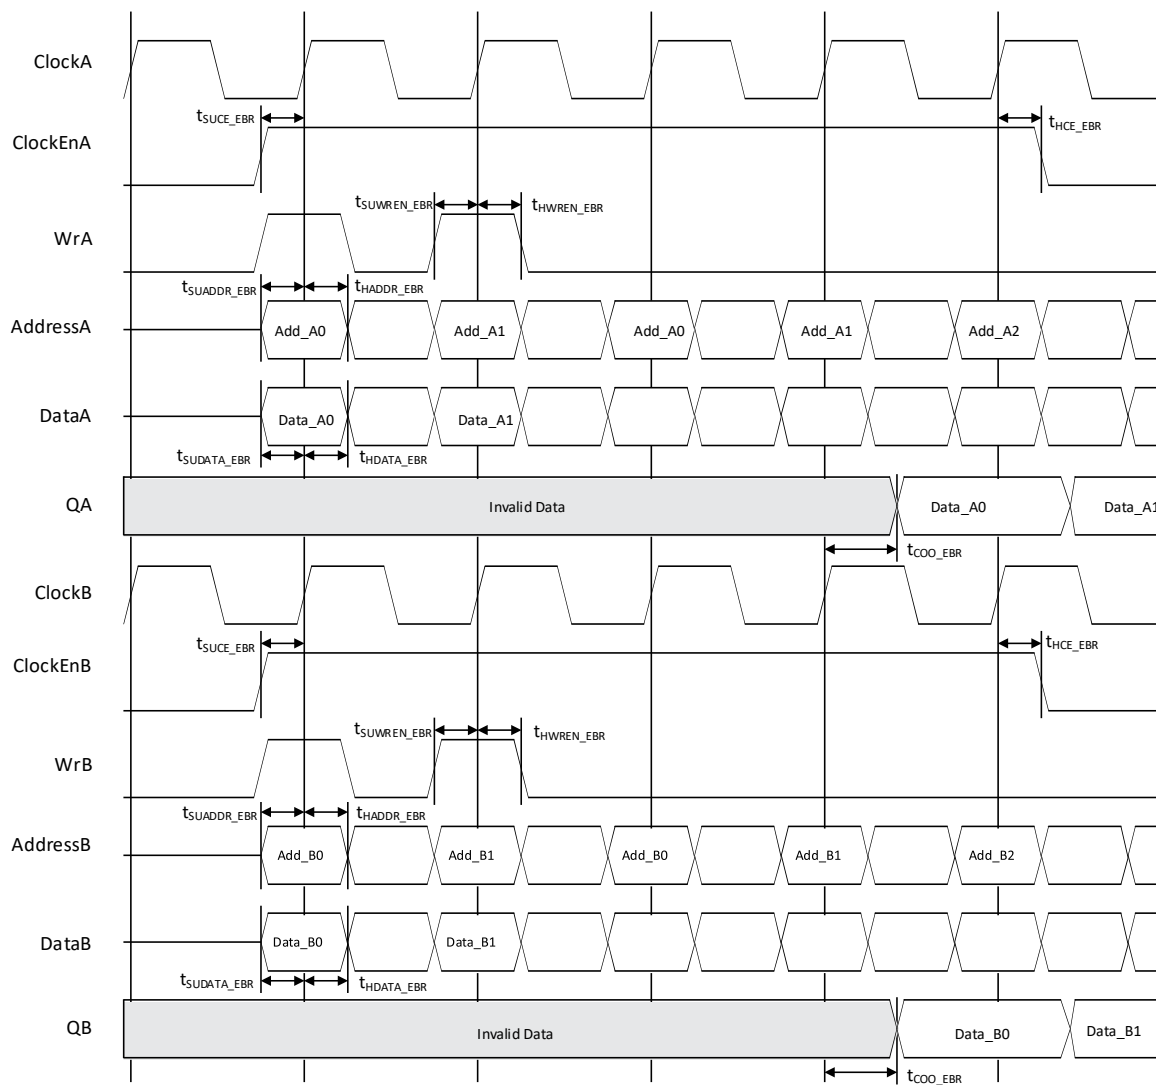 ClockA
tSUCE_EBR
tHCE_EBR
ClockEnA
tSUWREN_EBR
tHWREN_EBR
WrA
tSUADDR_EBR
tHADDR_EBR
AddressA
Add_A0
Add_A1
Add_A0
Add_A1
Add_A2
DataA
Data_A0
Data_A1
tSUDATA_EBR
tHDATA_EBR
QA
Invalid Data
Data_A0
Data_A1
tCOO_EBR
ClockB
tSUCE_EBR
tHCE_EBR
ClockEnB
tSUWREN_EBR
tHWREN_EBR
WrB
tSUADDR_EBR
tHADDR_EBR
AddressB
Add_B0
Add_B1
Add_B0
Add_B1
Add_B2
DataB
Data_B0
Data_B1
tSUDATA_EBR
tHDATA_EBR
QB
Invalid Data
Data_B0
Data_B1
tCOO_EBR